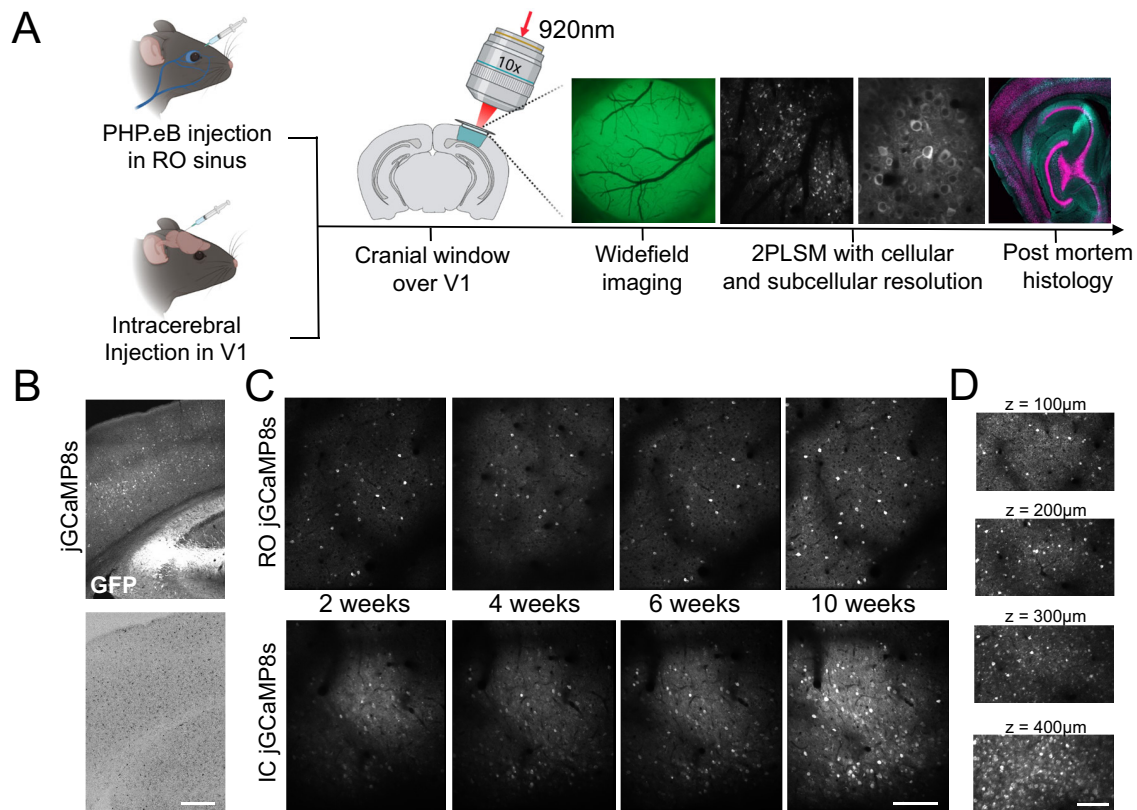 A
920nm
10x
PHP.eB injection
in RO sinus
Intracerebral
Injection in V1
Cranial window
over V1
Widefield
imaging
2PLSM with cellular
and subcellular resolution
Post mortem
histology
B
jGCaMP8s
GFP
C
RO jGCaMP8s
2 weeks
4 weeks
6 weeks
10 weeks
IC jGCaMP8s
D
z = 100µm
z = 200µm
z = 300µm
z = 400µm